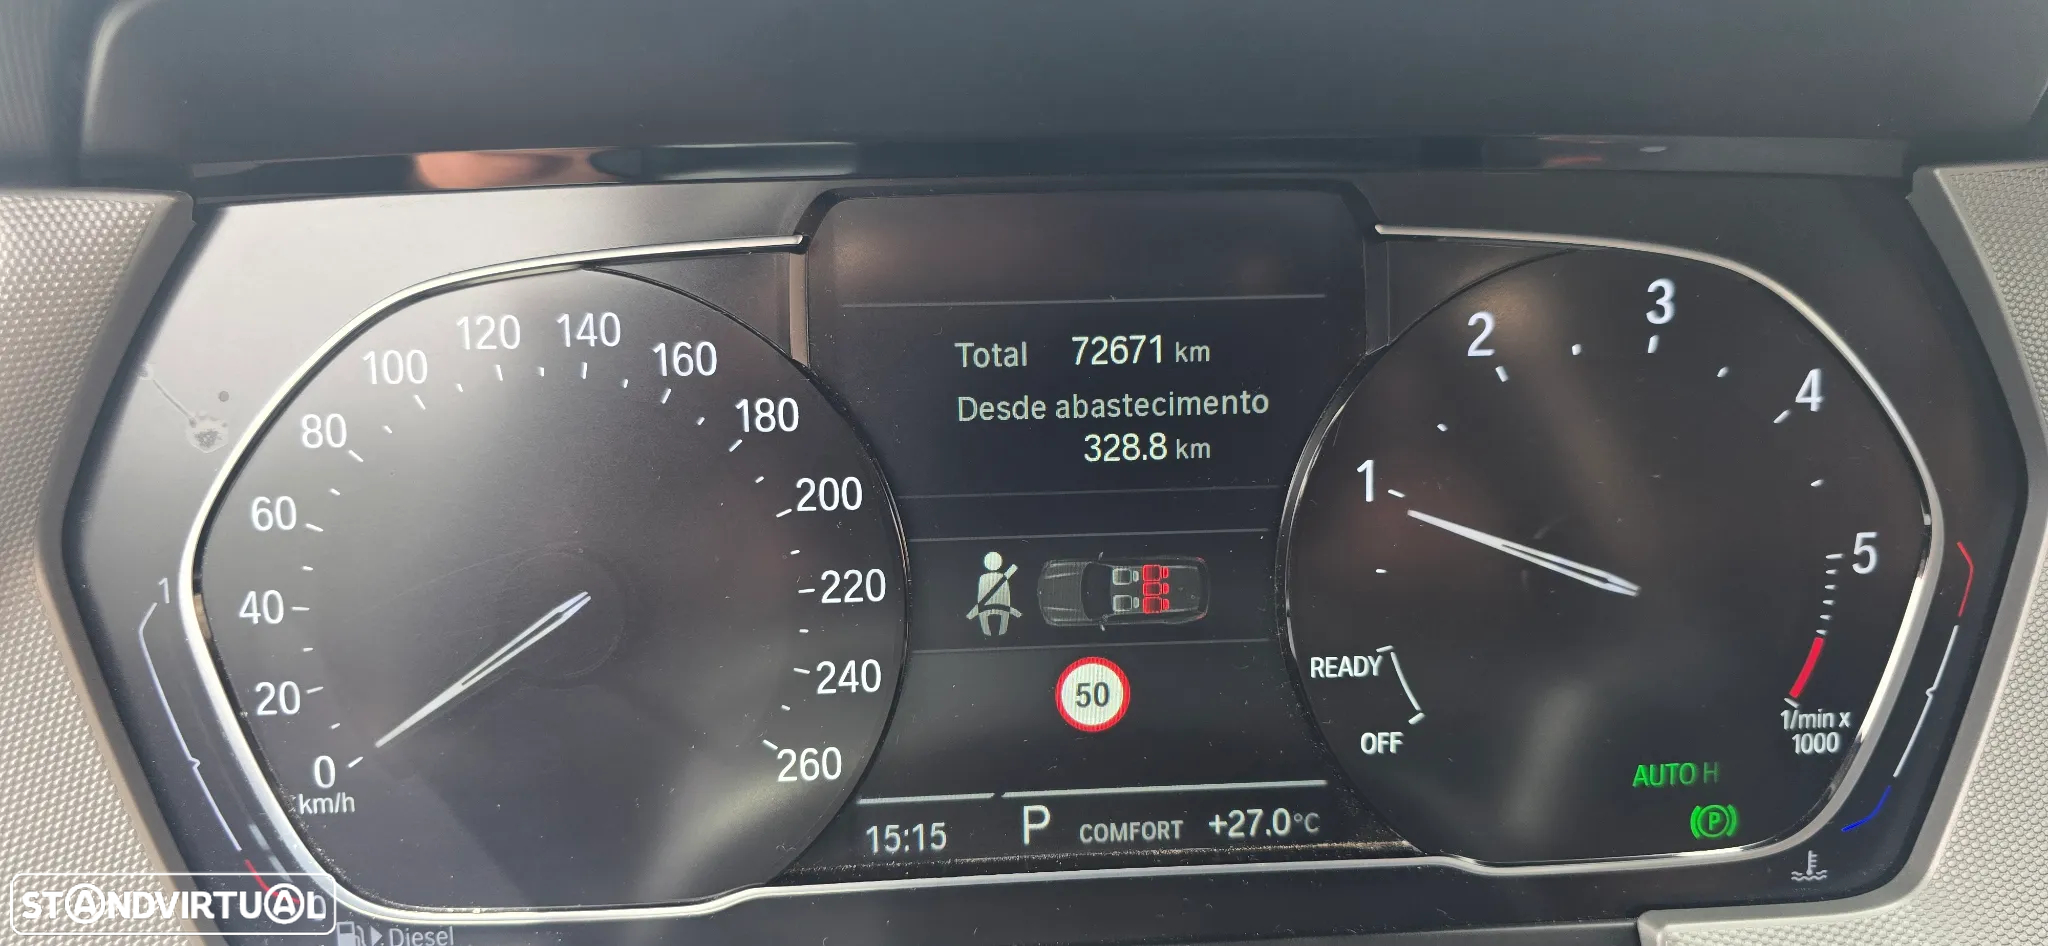 Total 72671 km
Desde abastecimento
328.8 km
0
20
40
60
80
100
120
140
160
180
200
220
240
260
km/h
1
2
3
4
5
1/min x
1000
READY
OFF
50
15:15 P COMFORT +27.0°C
AUTO H
P
1
Diesel
STANDVIRTUAL